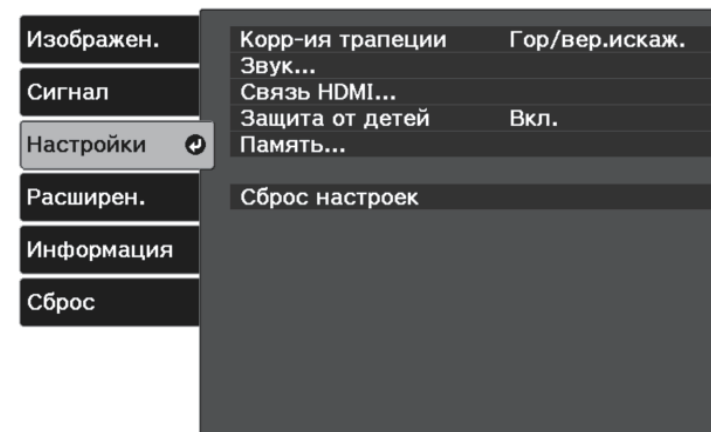 Изображен.
Сигнал
Настройки
Расширен.
Информация
Сброс
Корр-ия трапеции Гор/вер.искаж.
Звук...
Связь HDMI...
Защита от детей Вкл.
Память...
Сброс настроек